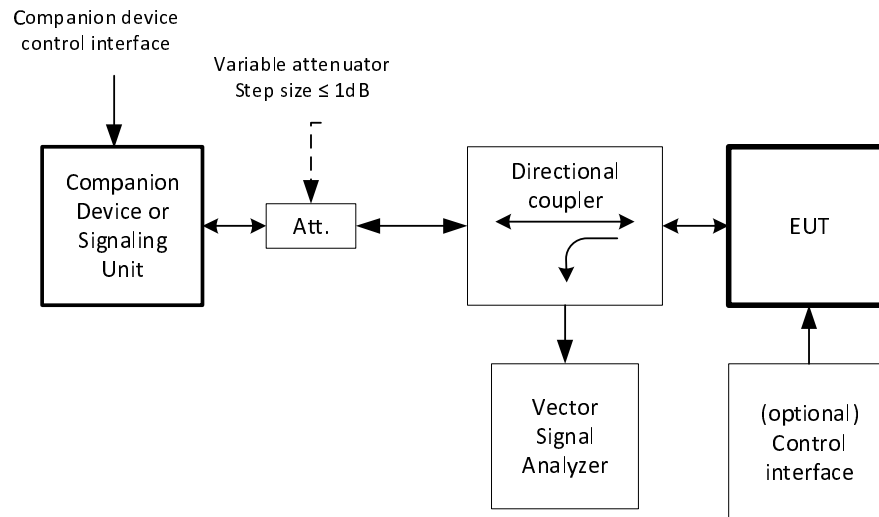 Companion device
control interface
Variable attenuator
Step size ≤ 1dB
Companion
Device or
Signaling
Unit
Att.
Directional
coupler
EUT
Vector
Signal
Analyzer
(optional)
Control
interface